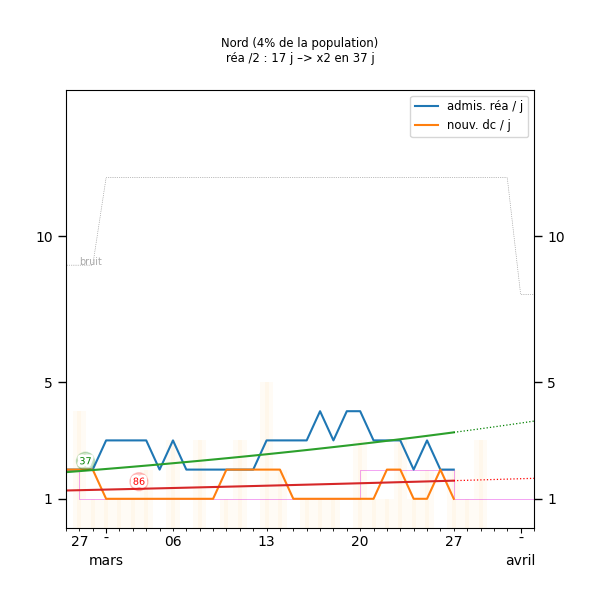 Nord (4% de la population)
réa /2 : 17 j –> x2 en 37 j
admis. réa / j
nouv. dc / j
10
10
bruit
5
5
37
86
1
1
27
-
06
13
20
27
-
mars
avril